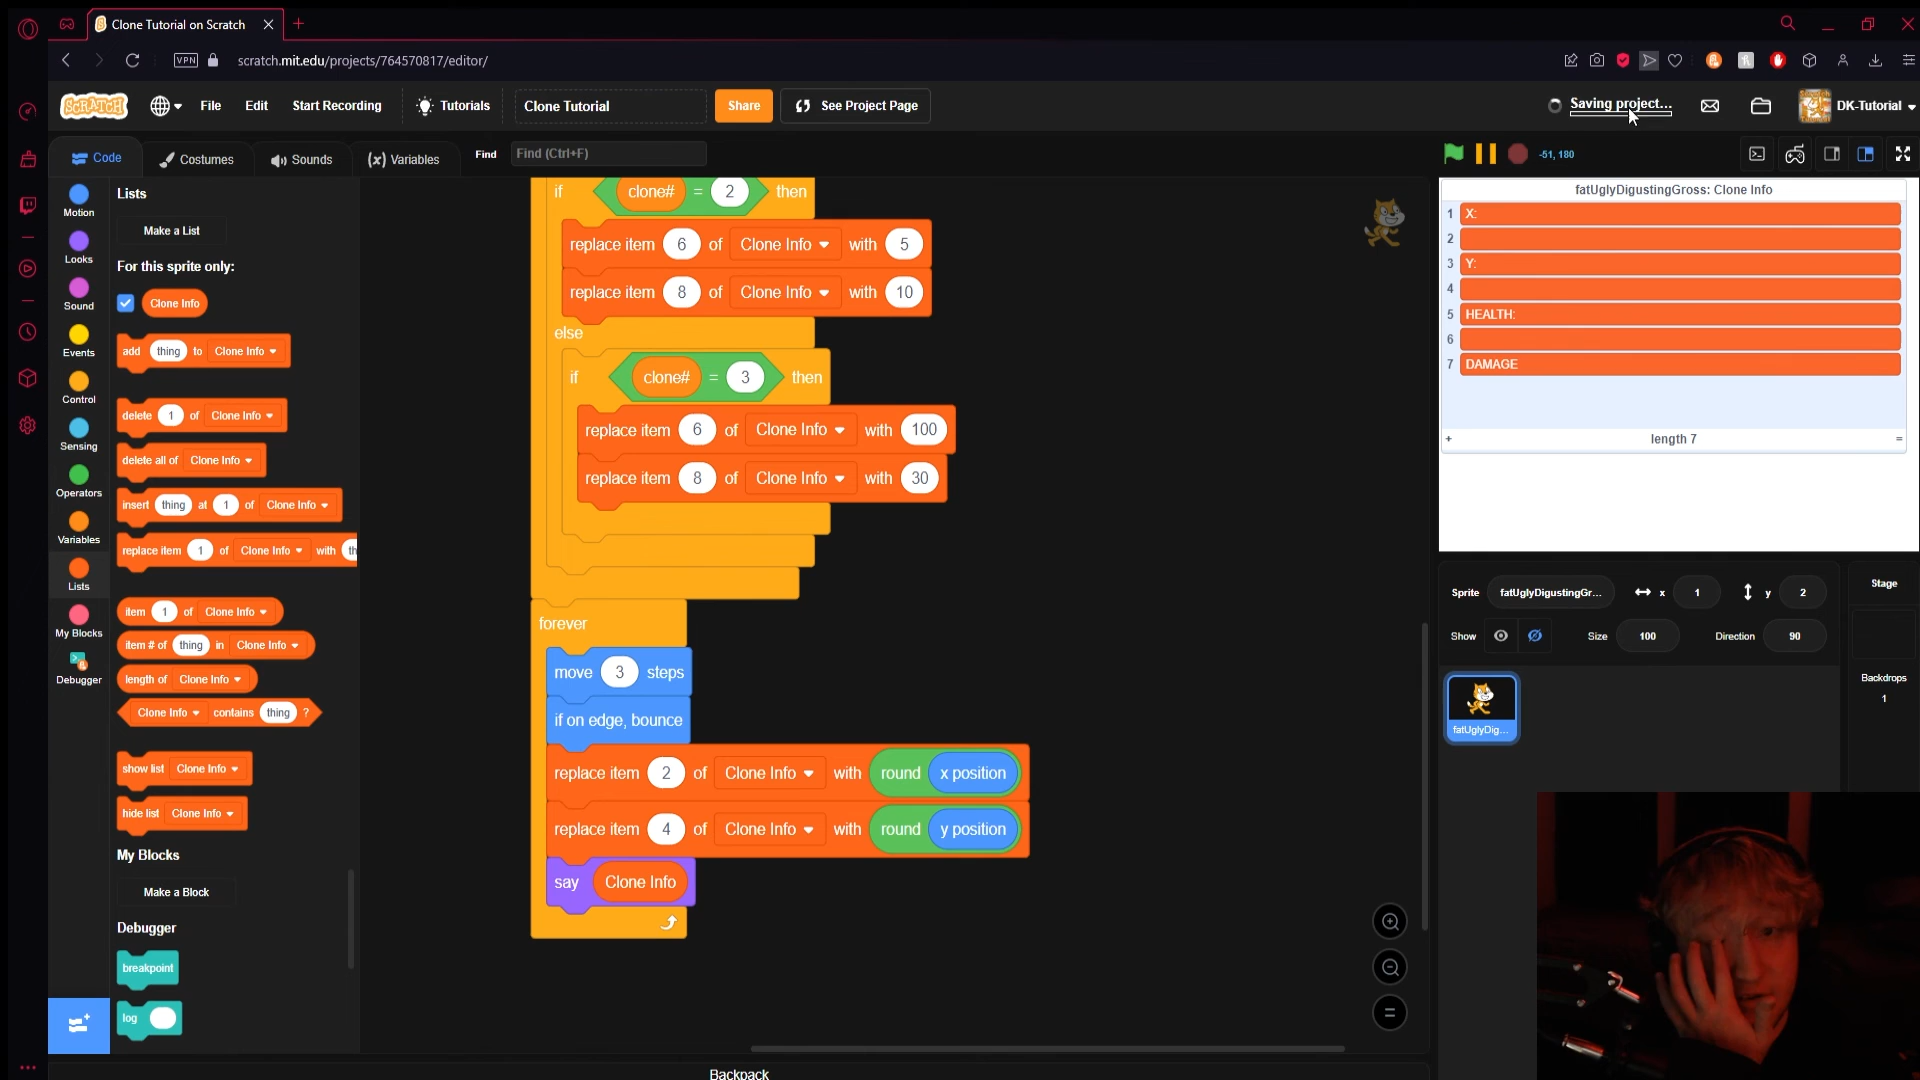 Clone Tutorial on Scratch
VPN
scratch.mit.edu/projects/764570817/editor/
SCRATCH
File
Edit
Start Recording
Tutorials
Clone Tutorial
Share
See Project Page
Saving project...
DK-Tutorial
Code
Costumes
Sounds
(x) Variables
Find
Find (Ctrl+F)
-51, 180
Motion
Looks
Sound
Events
Control
Sensing
Operators
Variables
Lists
My Blocks
Debugger
Lists
Make a List
For this sprite only:
Clone Info
add thing to Clone Info
delete 1 of Clone Info
delete all of Clone Info
insert thing at 1 of Clone Info
replace item 1 of Clone Info with th
item 1 of Clone Info
item # of thing in Clone Info
length of Clone Info
Clone Info contains thing ?
show list Clone Info
hide list Clone Info
My Blocks
Make a Block
Debugger
breakpoint
log
if clone# = 2 then
replace item 6 of Clone Info with 5
replace item 8 of Clone Info with 10
else
if clone# = 3 then
replace item 6 of Clone Info with 100
replace item 8 of Clone Info with 30
forever
move 3 steps
if on edge, bounce
replace item 2 of Clone Info with round x position
replace item 4 of Clone Info with round y position
say Clone Info
Backpack
fatUglyDigustingGross: Clone Info
1 X:
2
3 Y:
4
5 HEALTH:
6
7 DAMAGE
+ length 7 =
Sprite fatUglyDigustingGr... x 1 y 2
Show Size 100 Direction 90
fatUglyDig...
Stage
Backdrops
1